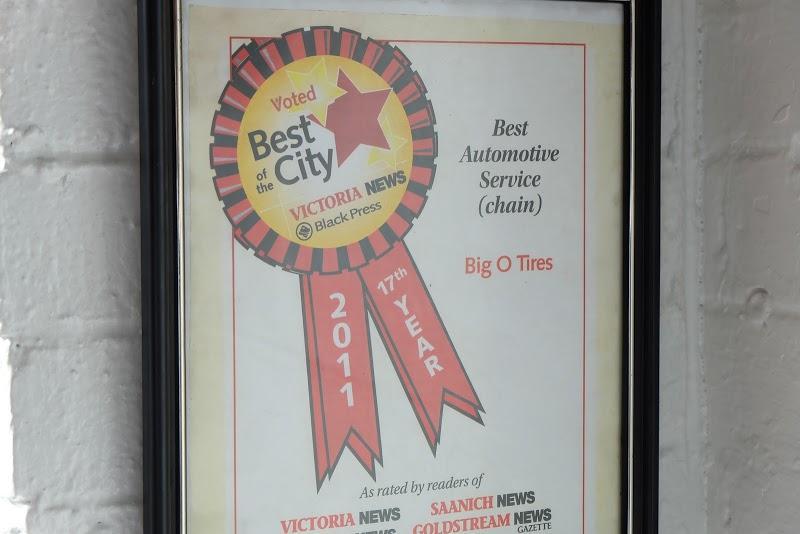 Voted
Best
of the
City
VICTORIA NEWS
Black Press
2011
17th YEAR
Best
Automotive
Service
(chain)
Big O Tires
As rated by readers of
VICTORIA NEWS
SAANICH NEWS
GOLDSTREAM NEWS
GAZETTE
NEWS